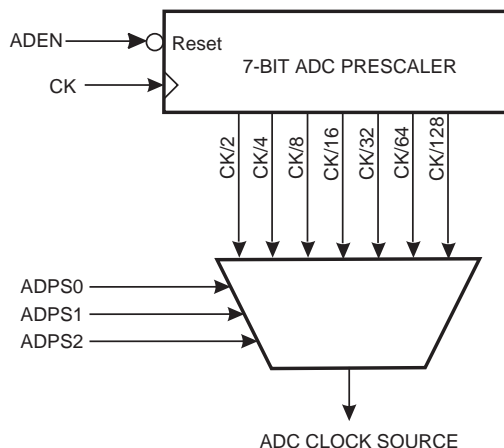 ADEN
Reset
7-BIT ADC PRESCALER
CK
CK/2
CK/4
CK/8
CK/16
CK/32
CK/64
CK/128
ADPS0
ADPS1
ADPS2
ADC CLOCK SOURCE